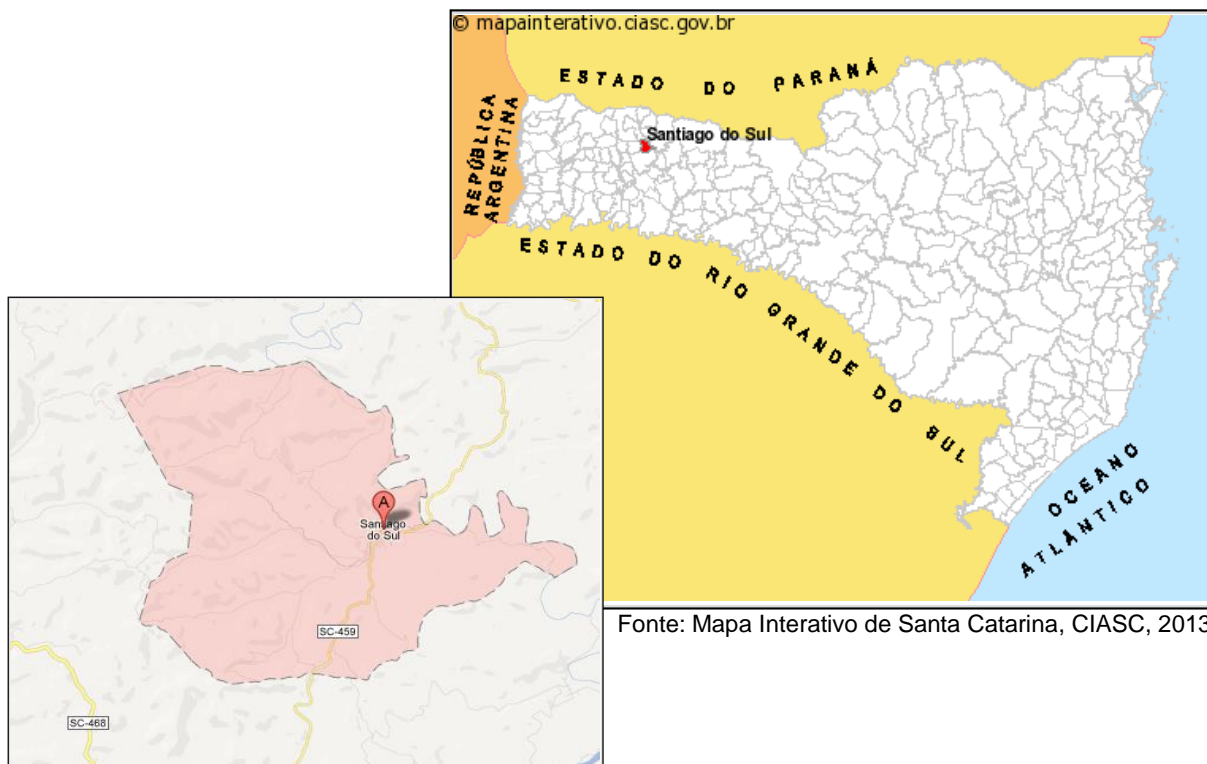 © mapainterativo.ciasc.gov.br
ESTADO DO PARANÁ
REPÚBLICA
ARGENTINA
Santiago do Sul
ESTADO DO RIO GRANDE DO SUL
OCEANO
ATLÂNTICO
A
Santiago
do Sul
SC-459
SC-468
Fonte: Mapa Interativo de Santa Catarina, CIASC, 2013